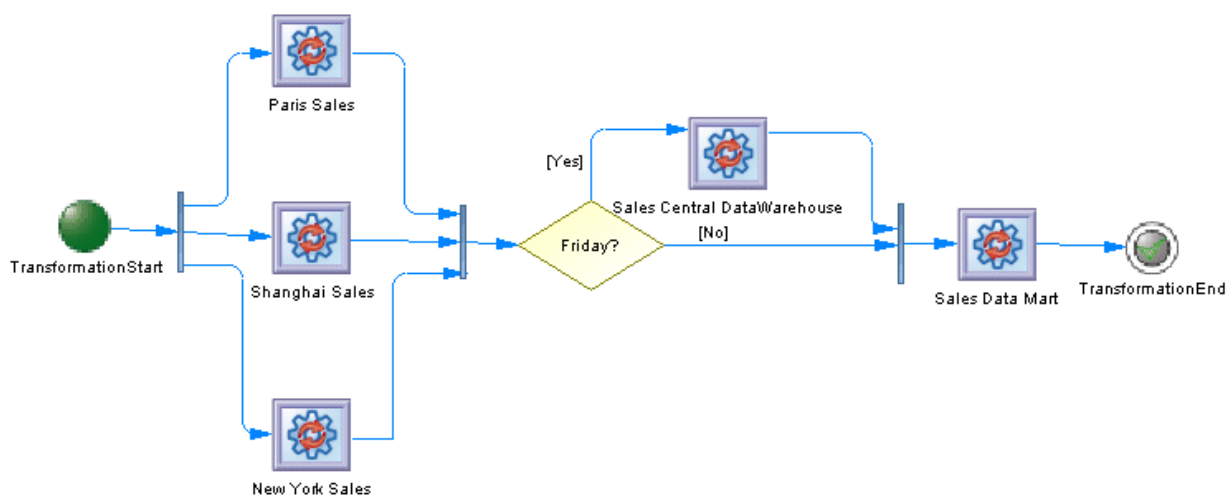 Paris Sales
[Yes]
Sales Central DataWarehouse
[No]
Friday?
TransformationStart
Shanghai Sales
Sales Data Mart
TransformationEnd
New York Sales